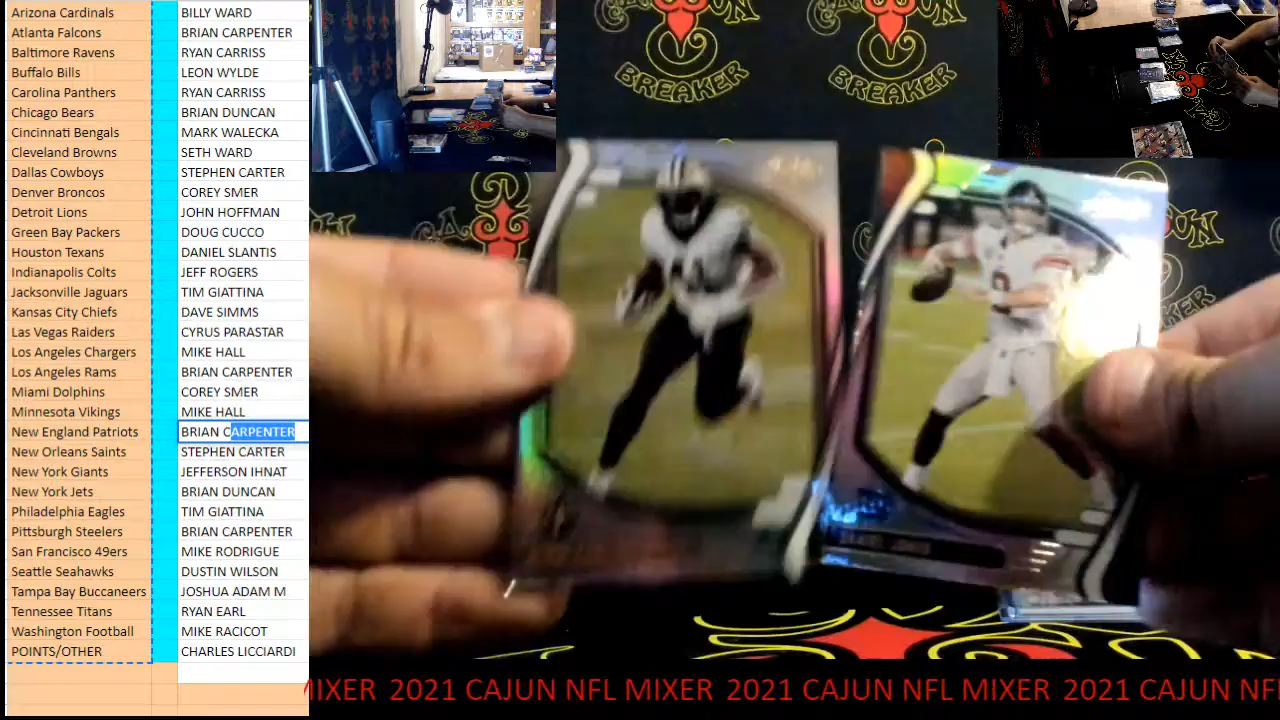 Arizona Cardinals BILLY WARD
Atlanta Falcons BRIAN CARPENTER
Baltimore Ravens RYAN CARRISS
Buffalo Bills LEON WYLDE
Carolina Panthers RYAN CARRISS
Chicago Bears BRIAN DUNCAN
Cincinnati Bengals MARK WALECKA
Cleveland Browns SETH WARD
Dallas Cowboys STEPHEN CARTER
Denver Broncos COREY SMER
Detroit Lions JOHN HOFFMAN
Green Bay Packers DOUG CUCCO
Houston Texans DANIEL SLANTIS
Indianapolis Colts JEFF ROGERS
Jacksonville Jaguars TIM GIATTINA
Kansas City Chiefs DAVE SIMMS
Las Vegas Raiders CYRUS PARASTAR
Los Angeles Chargers MIKE HALL
Los Angeles Rams BRIAN CARPENTER
Miami Dolphins COREY SMER
Minnesota Vikings MIKE HALL
New England Patriots BRIAN CARPENTER
New Orleans Saints STEPHEN CARTER
New York Giants JEFFERSON IHNAT
New York Jets BRIAN DUNCAN
Philadelphia Eagles TIM GIATTINA
Pittsburgh Steelers BRIAN CARPENTER
San Francisco 49ers MIKE RODRIGUE
Seattle Seahawks DUSTIN WILSON
Tampa Bay Buccaneers JOSHUA ADAM M
Tennessee Titans RYAN EARL
Washington Football MIKE RACICOT
POINTS/OTHER CHARLES LICCIARDI
CAJUN
BREAKER
CAJUN
BREAKER
MIXER 2021 CAJUN NFL MIXER 2021 CAJUN NFL MIXER 2021 CAJUN NF